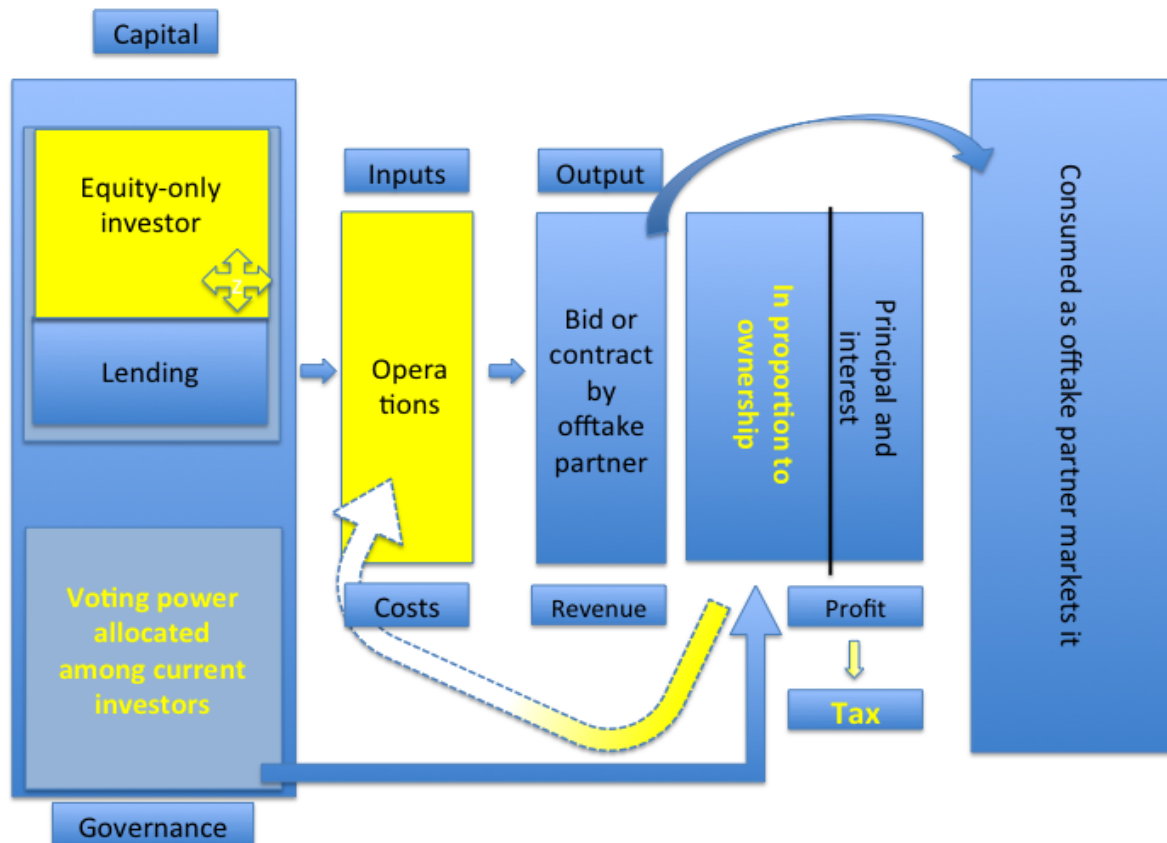 Capital
Equity-only
investor
z
Lending
Voting power
allocated
among current
investors
Governance
Inputs
Opera
tions
Costs
Output
Bid or
contract
by
offtake
partner
Revenue
In proportion to
ownership
Principal and
interest
Profit
Tax
Consumed as offtake partner markets it